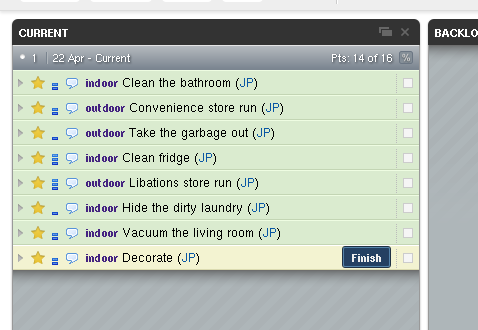 CURRENT
BACKLO
1 22 Apr - Current Pts: 14 of 16 %
indoor Clean the bathroom (JP)
outdoor Convenience store run (JP)
outdoor Take the garbage out (JP)
indoor Clean fridge (JP)
outdoor Libations store run (JP)
indoor Hide the dirty laundry (JP)
indoor Vacuum the living room (JP)
indoor Decorate (JP) Finish